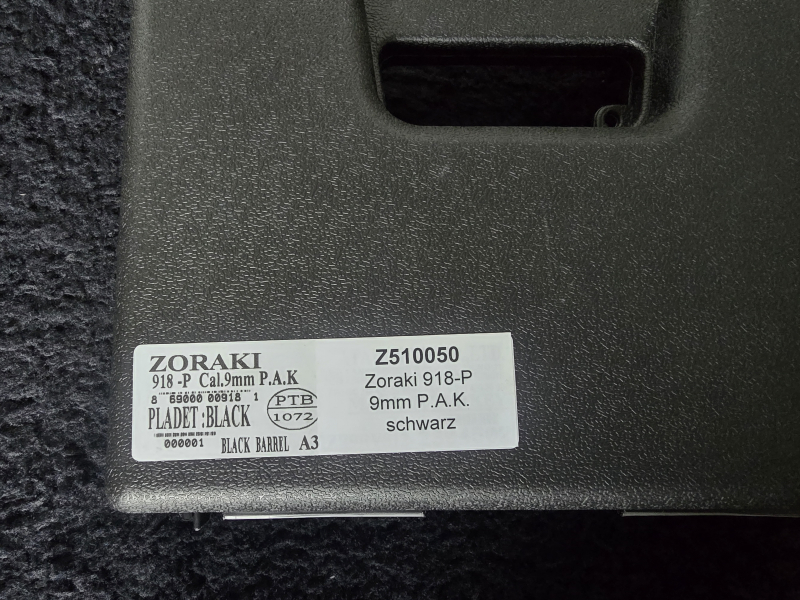 ZORAKI
918 -P Cal.9mm P.A.K
8 69000 00918 1
PLADET :BLACK
000001
BLACK BARREL A3
PTB
1072
Z510050
Zoraki 918-P
9mm P.A.K.
schwarz